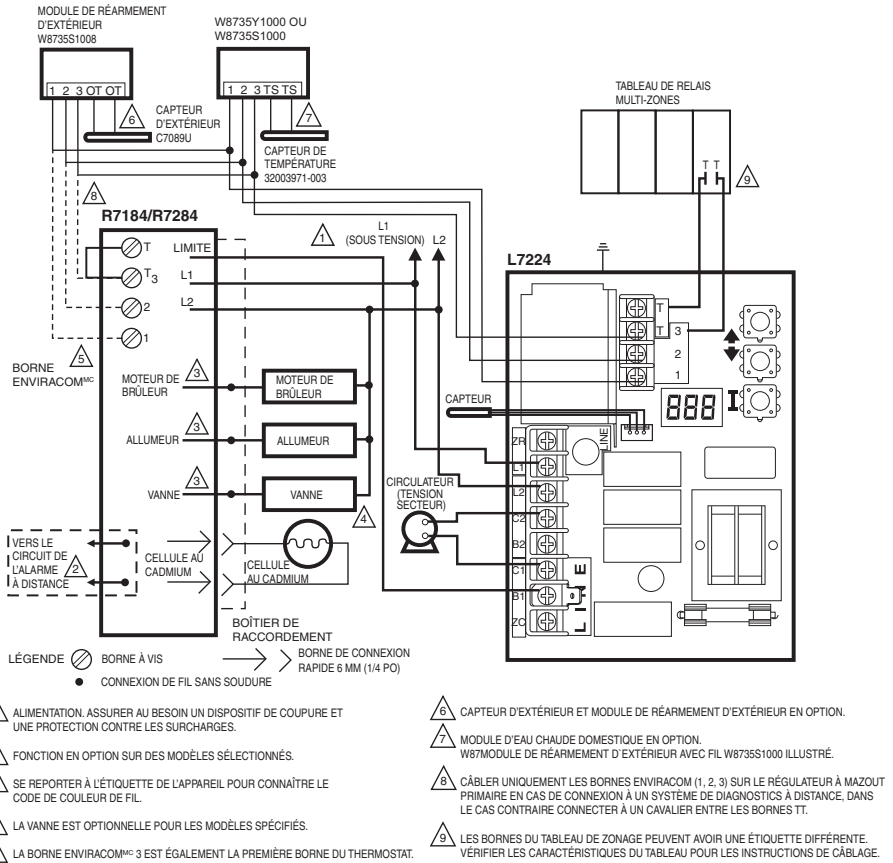 MODULE DE RÉARMEMENT
D'EXTÉRIEUR
W8735S1008
W8735Y1000 OU
W8735S1000
1 2 3 OT OT
1 2 3 TS TS
6
CAPTEUR
D'EXTÉRIEUR
C7089U
7
CAPTEUR DE
TEMPÉRATURE
32003971-003
TABLEAU DE RELAIS
MULTI-ZONES
T T
9
8
R7184/R7284
1
L1
(SOUS TENSION)
L2
L7224
T
LIMITE
T3
L1
2
L2
1
5
BORNE
ENVIRACOMMC
T
T
3
2
1
MOTEUR DE
BRÛLEUR
3
MOTEUR DE
BRÛLEUR
CAPTEUR
888
ALLUMEUR
3
ALLUMEUR
VANNE
3
VANNE
4
CIRCULATEUR
(TENSION
SECTEUR)
ZR
L1
L2
C2
B2
C1
B1
ZC
LINE
LINE
VERS LE
CIRCUIT DE
L'ALARME
À DISTANCE
2
CELLULE AU
CADMIUM
CELLULE
AU CADMIUM
BOÎTIER DE
RACCORDEMENT
LÉGENDE
BORNE À VIS
BORNE DE CONNEXION
RAPIDE 6 MM (1/4 PO)
CONNEXION DE FIL SANS SOUDURE
ALIMENTATION. ASSURER AU BESOIN UN DISPOSITIF DE COUPURE ET
UNE PROTECTION CONTRE LES SURCHARGES.
FONCTION EN OPTION SUR DES MODÈLES SÉLECTIONNÉS.
SE REPORTER À L'ÉTIQUETTE DE L'APPAREIL POUR CONNAÎTRE LE
CODE DE COULEUR DE FIL.
LA VANNE EST OPTIONNELLE POUR LES MODÈLES SPÉCIFIÉS.
LA BORNE ENVIRACOMMC 3 EST ÉGALEMENT LA PREMIÈRE BORNE DU THERMOSTAT.
6 CAPTEUR D'EXTÉRIEUR ET MODULE DE RÉARMEMENT D'EXTÉRIEUR EN OPTION.
7 MODULE D'EAU CHAUDE DOMESTIQUE EN OPTION.
W87MODULE DE RÉARMEMENT D`EXTÉRIEUR AVEC FIL W8735S1000 ILLUSTRÉ.
8 CÂBLER UNIQUEMENT LES BORNES ENVIRACOM (1, 2, 3) SUR LE RÉGULATEUR À MAZOUT
PRIMAIRE EN CAS DE CONNEXION À UN SYSTÈME DE DIAGNOSTICS À DISTANCE, DANS
LE CAS CONTRAIRE CONNECTER À UN CAVALIER ENTRE LES BORNES TT.
9 LES BORNES DU TABLEAU DE ZONAGE PEUVENT AVOIR UNE ÉTIQUETTE DIFFÉRENTE.
VÉRIFIER LES CARACTÉRISTIQUES DU TABLEAU POUR LES INSTRUCTIONS DE CÂBLAGE.